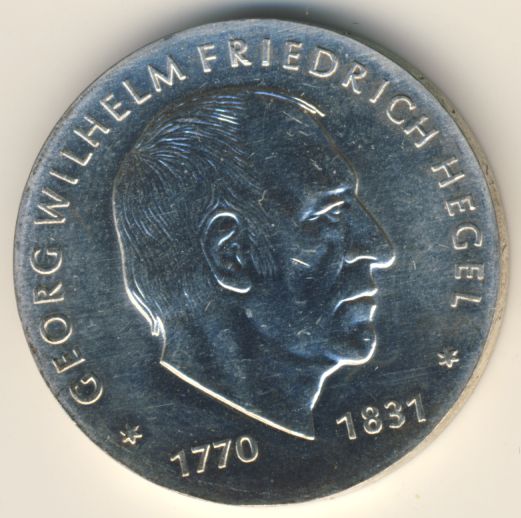 GEORG WILHELM FRIEDRICH HEGEL
1770 1831